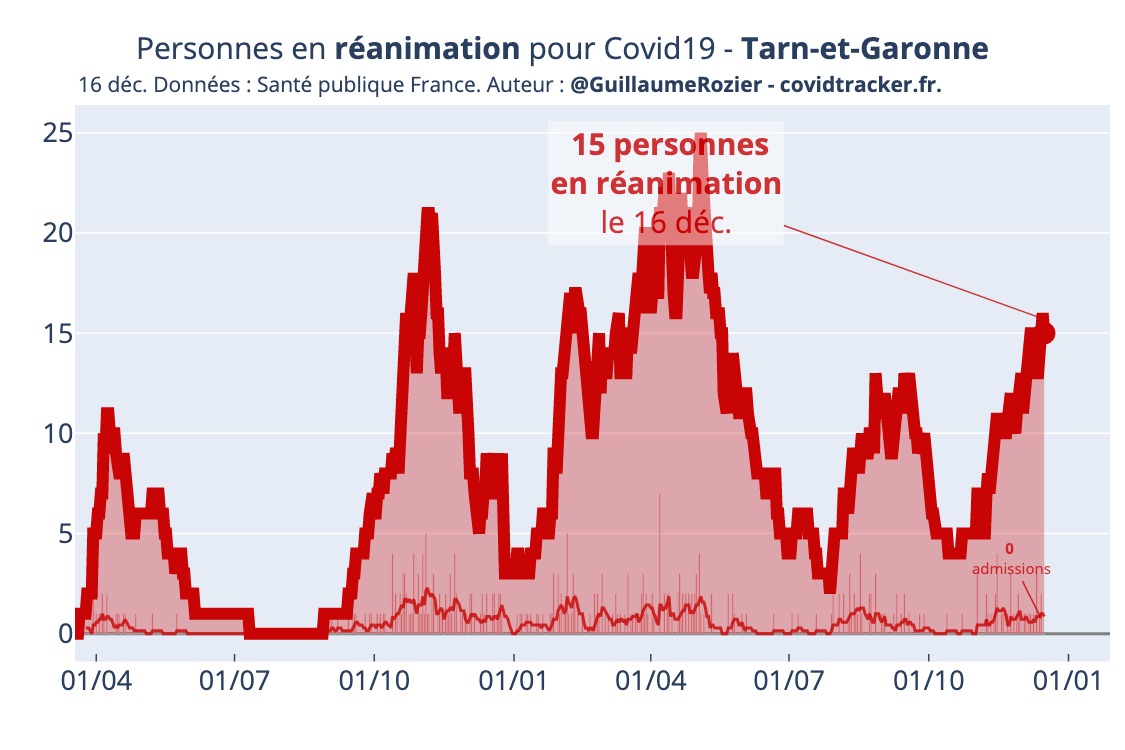 Personnes en réanimation pour Covid19 - Tarn-et-Garonne
16 déc. Données : Santé publique France. Auteur : @GuillaumeRozier - covidtracker.fr.
25
15 personnes
en réanimation
le 16 déc.
20
15
10
5
0
admissions
0
01/04
01/07
01/10
01/01
01/04
01/07
01/10
01/01